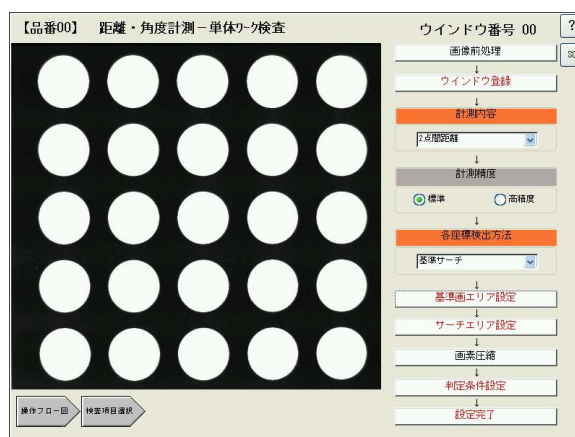 【品番00】 距離・角度計測－単体ワーク検査
ウインドウ番号 00
?
画像前処理
↓
ウインドウ登録
↓
計測内容
2点間距離
↓
計測精度
標準 高精度
↓
各座標検出方法
基準サーチ
↓
基準画エリア設定
↓
サーチエリア設定
↓
画素圧縮
↓
判定条件設定
↓
設定完了
操作フロー図 検査項目選択